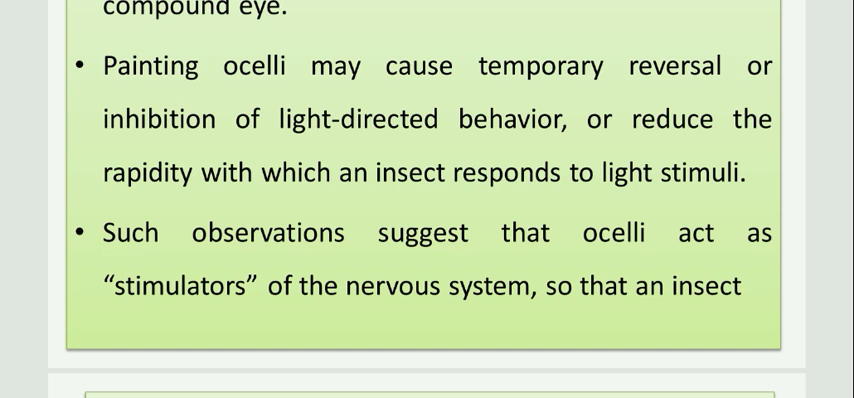 compound eye.
• Painting ocelli may cause temporary reversal or
inhibition of light-directed behavior, or reduce the
rapidity with which an insect responds to light stimuli.
• Such observations suggest that ocelli act as
“stimulators” of the nervous system, so that an insect